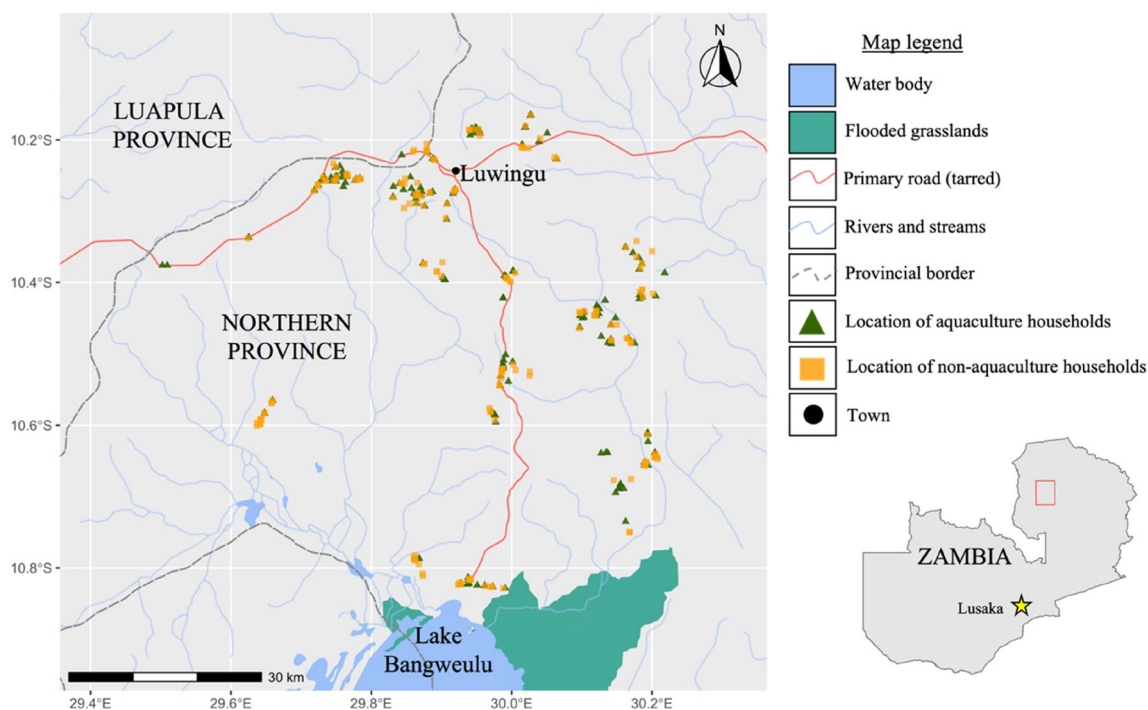 N
LUAPULA
PROVINCE
10.2°S
Luwingu
10.4°S
NORTHERN
PROVINCE
10.6°S
10.8°S
Lake
Bangweulu
30 km
29.4°E
29.6°E
29.8°E
30.0°E
30.2°E
Map legend
Water body
Flooded grasslands
Primary road (tarred)
Rivers and streams
Provincial border
Location of aquaculture households
Location of non-aquaculture households
Town
ZAMBIA
Lusaka